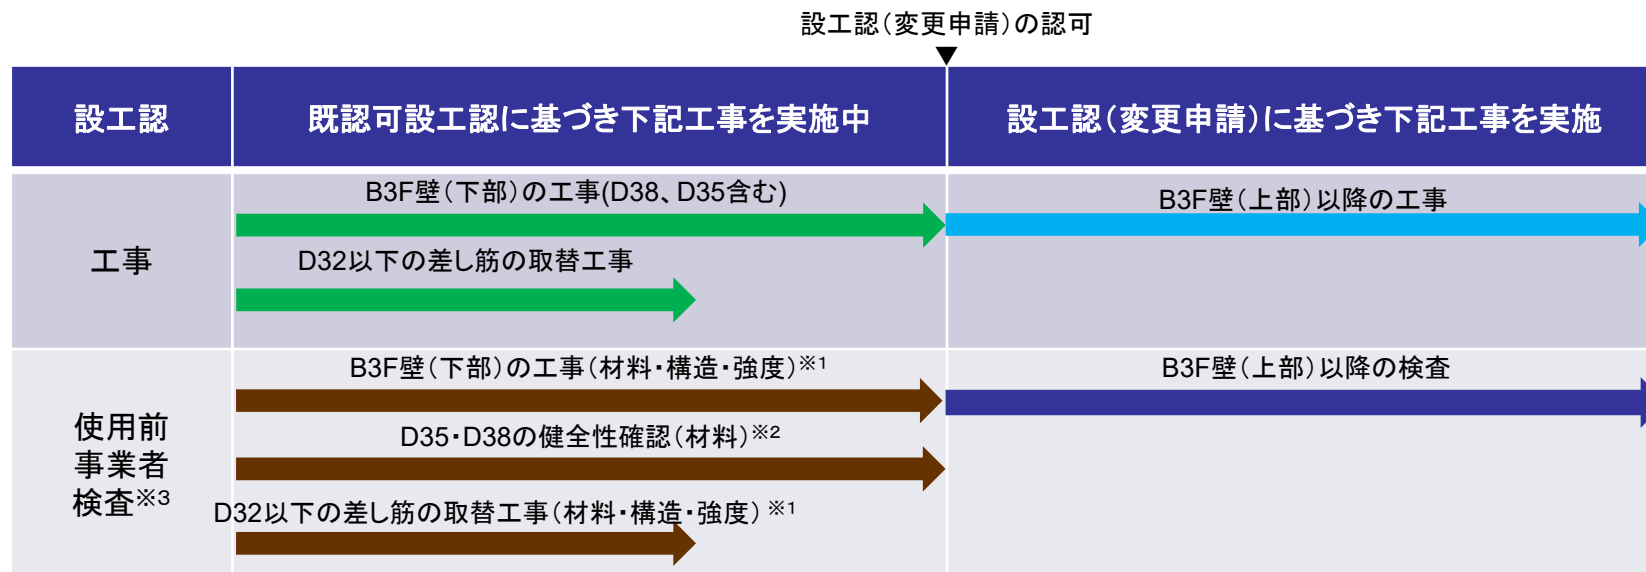 設工認（変更申請）の認可
設工認
既認可設工認に基づき下記工事を実施中
設工認（変更申請）に基づき下記工事を実施
工事
B3F壁（下部）の工事(D38、D35含む)
B3F壁（上部）以降の工事
D32以下の差し筋の取替工事
使用前
事業者
検査※3
B3F壁（下部）の工事（材料・構造・強度）※1
B3F壁（上部）以降の検査
D35・D38の健全性確認（材料）※2
D32以下の差し筋の取替工事（材料・構造・強度）※1